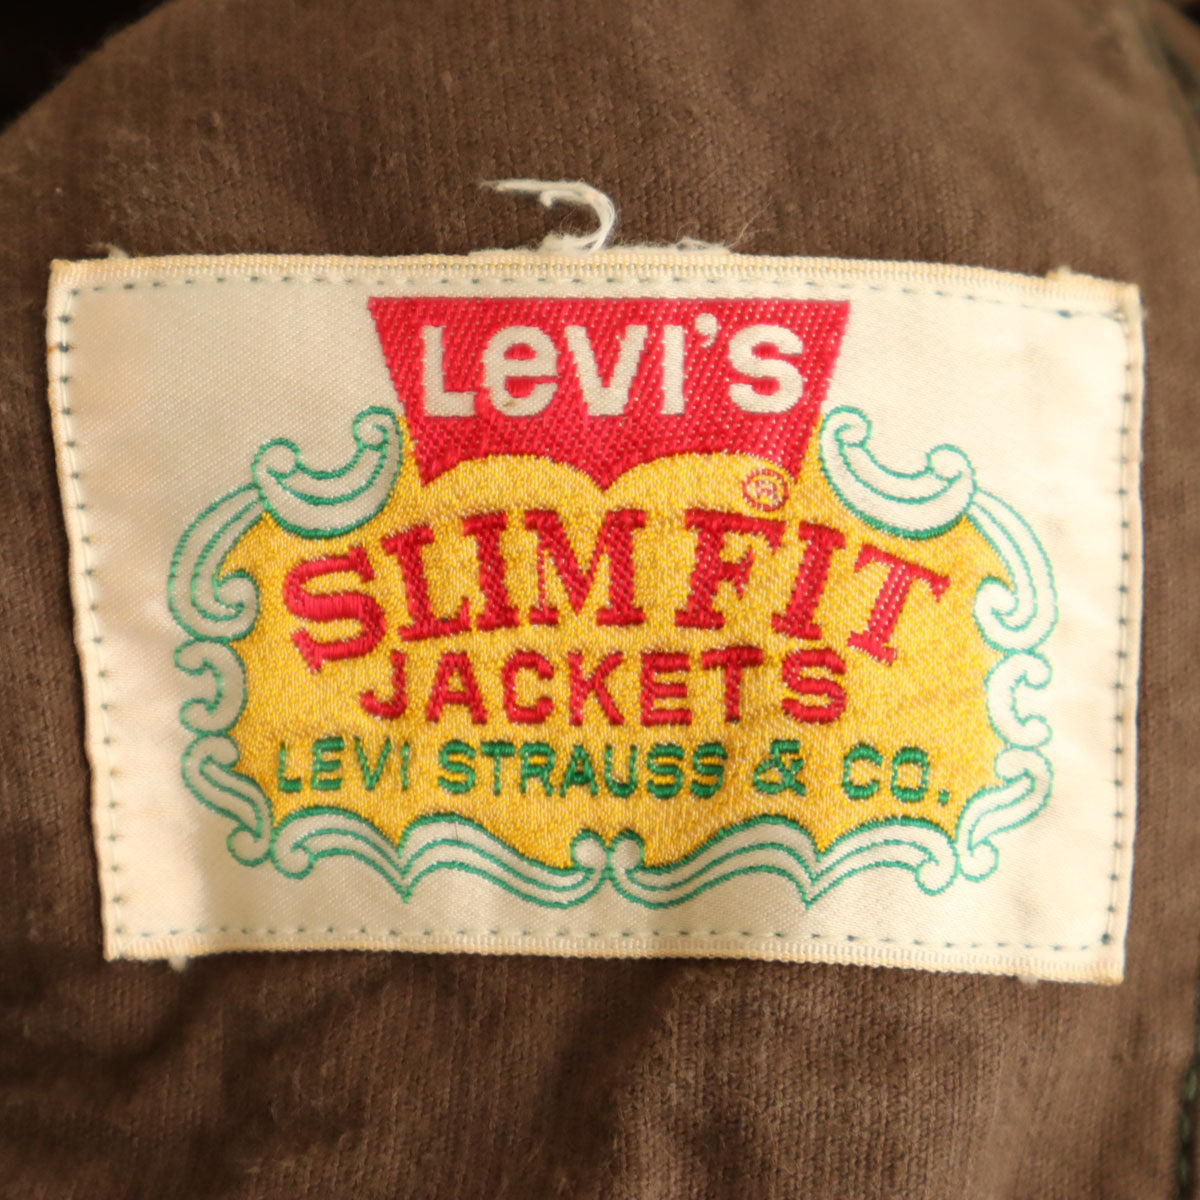 Levi's
®
SLIM FIT
JACKETS
LEVI STRAUSS & CO.